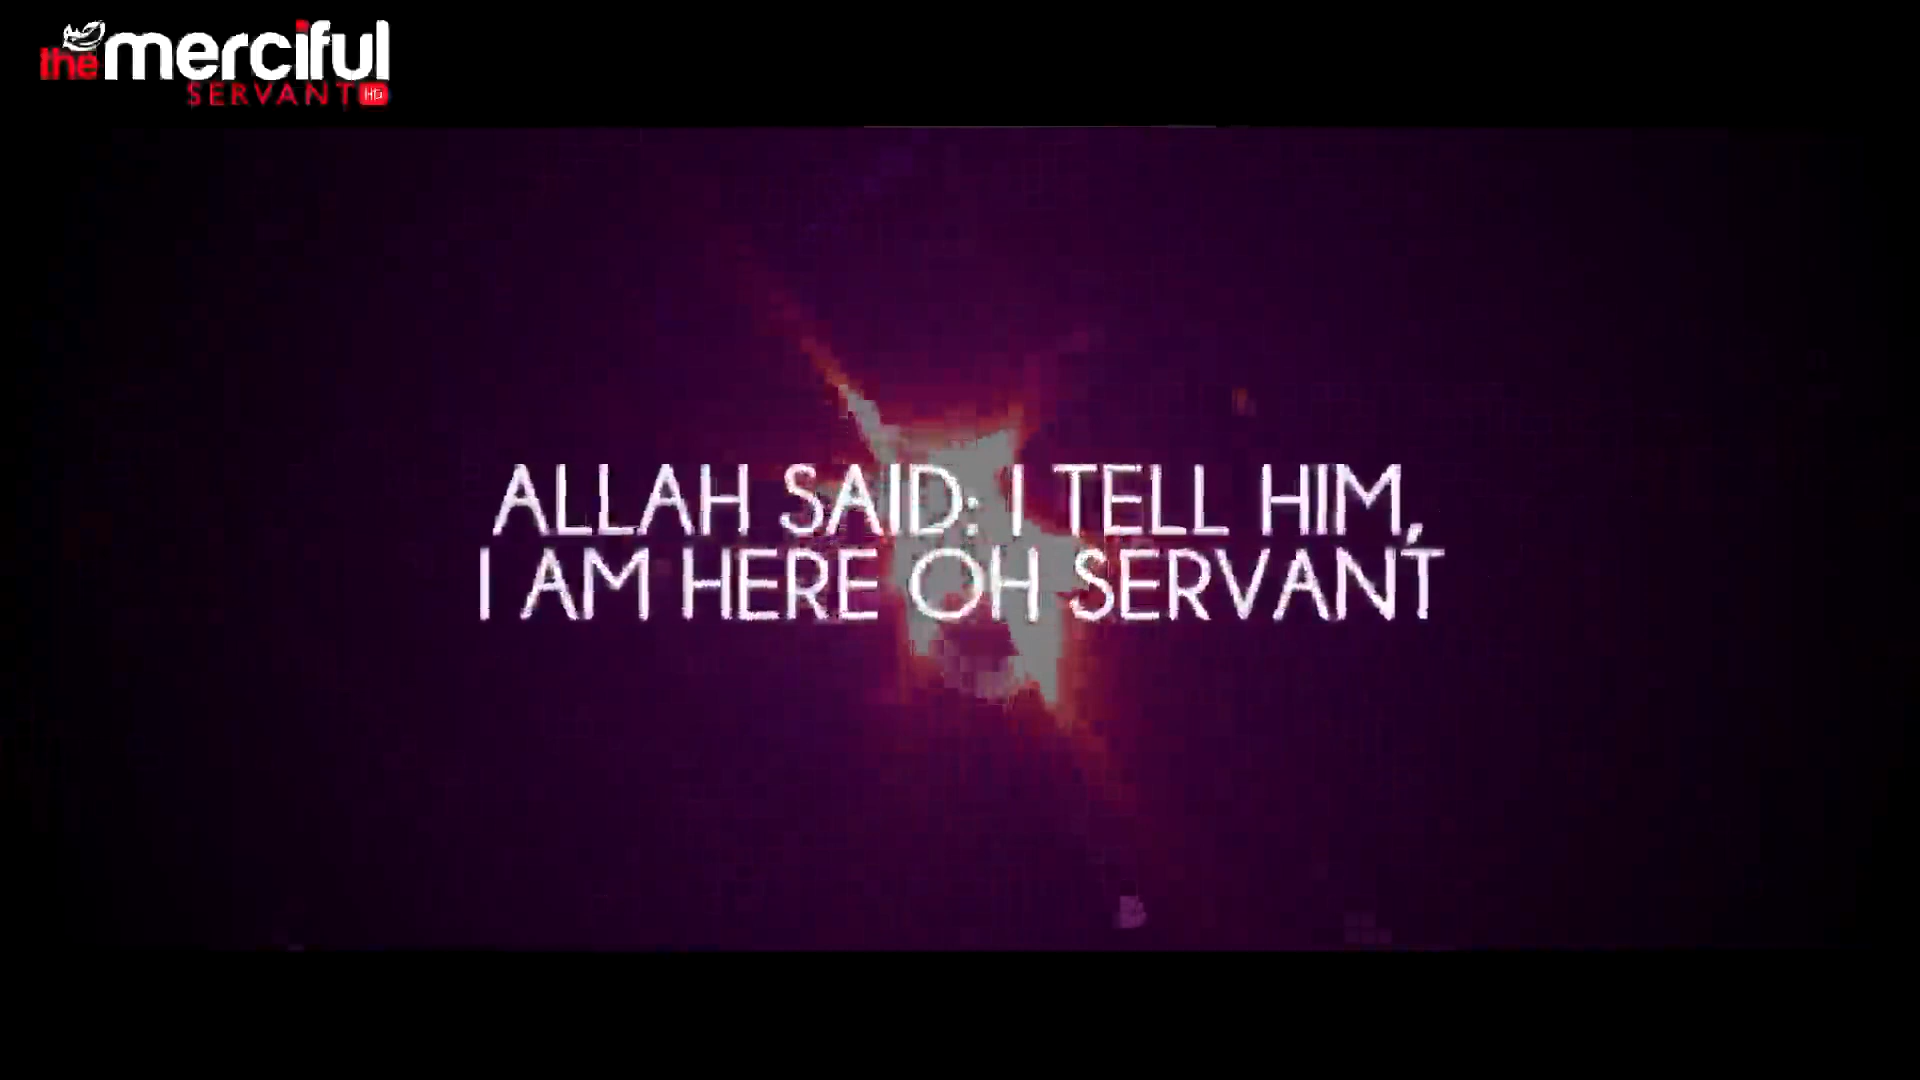 the merciful
SERVANT HD
ALLAH SAID: I TELL HIM,
I AM HERE OH SERVANT